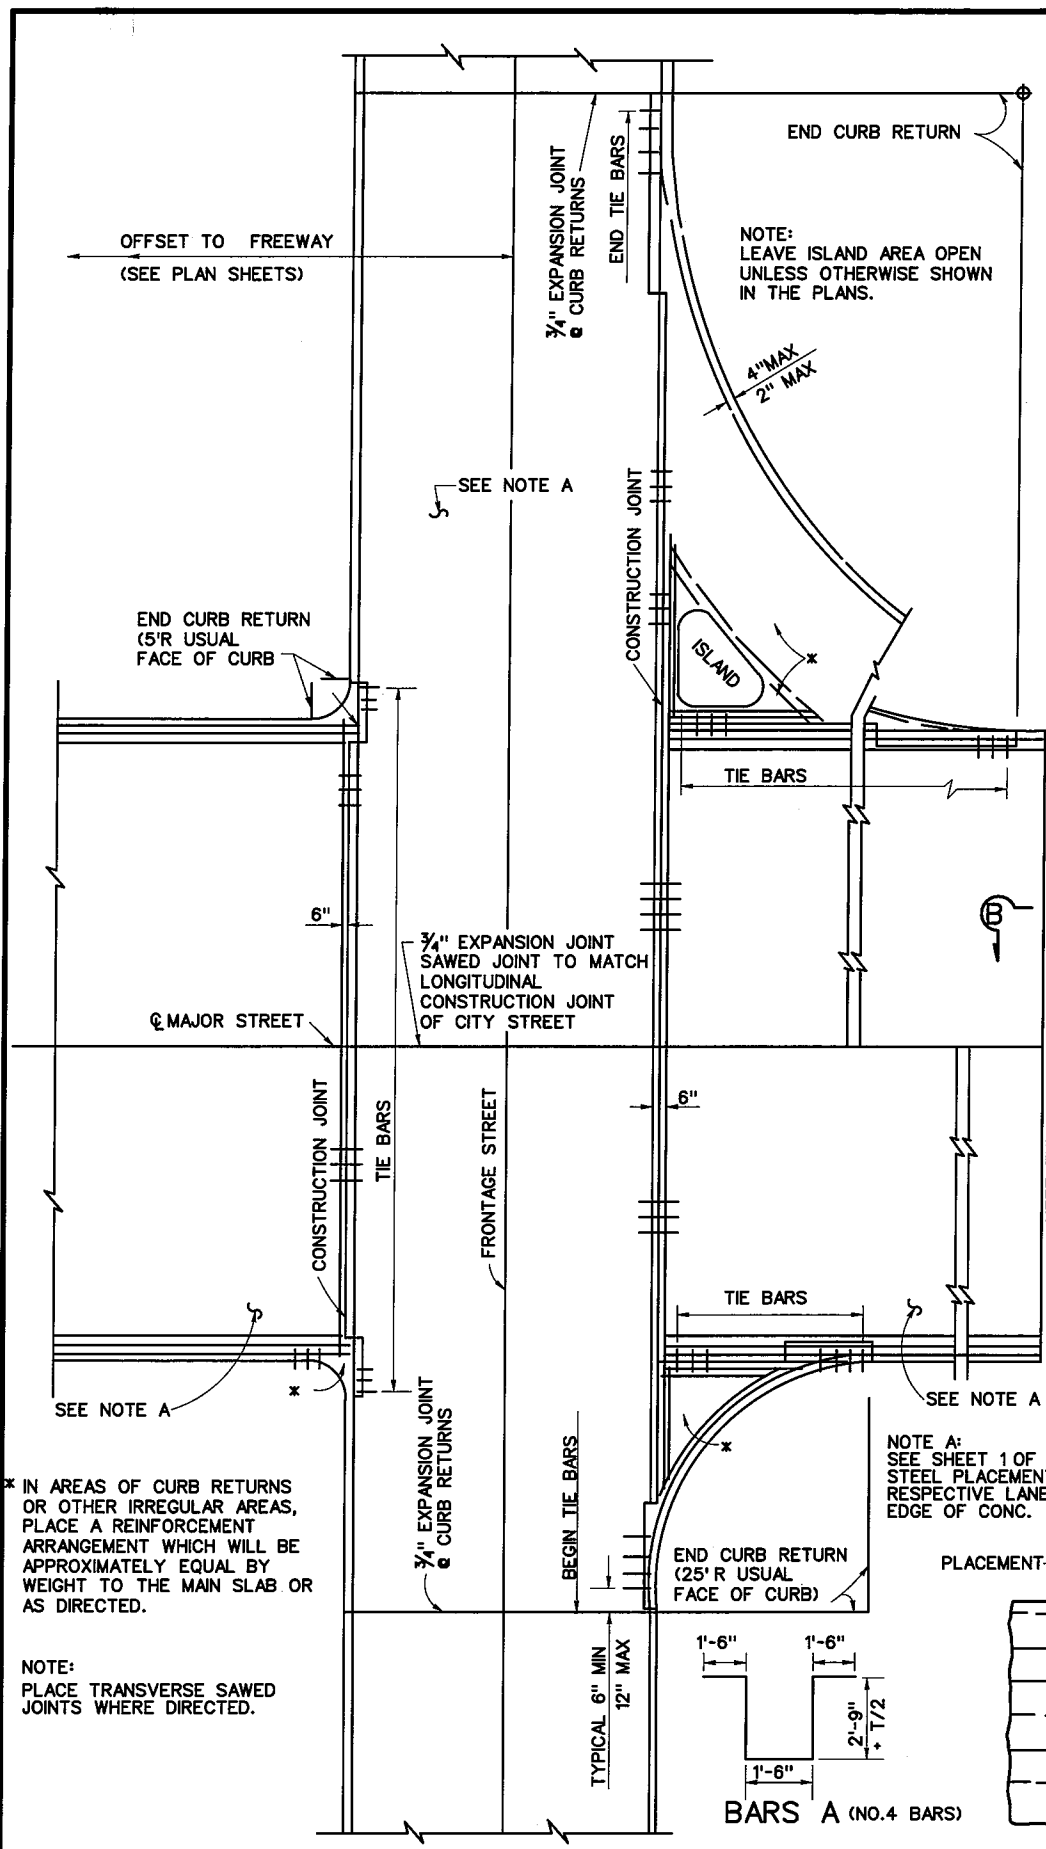 END CURB RETURN
3/4" EXPANSION JOINT
@ CURB RETURNS
END TIE BARS
OFFSET TO FREEWAY
(SEE PLAN SHEETS)
NOTE:
LEAVE ISLAND AREA OPEN
UNLESS OTHERWISE SHOWN
IN THE PLANS.
4"MAX
2" MAX
SEE NOTE A
CONSTRUCTION JOINT
END CURB RETURN
(5'R USUAL
FACE OF CURB
ISLAND
*
TIE BARS
6"
B
3/4" EXPANSION JOINT
SAWED JOINT TO MATCH
LONGITUDINAL
CONSTRUCTION JOINT
OF CITY STREET
℄ MAJOR STREET
CONSTRUCTION JOINT
TIE BARS
FRONTAGE STREET
6"
TIE BARS
SEE NOTE A
*
3/4" EXPANSION JOINT
@ CURB RETURNS
BEGIN TIE BARS
*
SEE NOTE A
NOTE A:
SEE SHEET 1 OF
STEEL PLACEMENT
RESPECTIVE LANE
EDGE OF CONC.
* IN AREAS OF CURB RETURNS
OR OTHER IRREGULAR AREAS,
PLACE A REINFORCEMENT
ARRANGEMENT WHICH WILL BE
APPROXIMATELY EQUAL BY
WEIGHT TO THE MAIN SLAB OR
AS DIRECTED.
END CURB RETURN
(25' R USUAL
FACE OF CURB)
PLACEMENT
NOTE:
PLACE TRANSVERSE SAWED
JOINTS WHERE DIRECTED.
TYPICAL 6" MIN
12" MAX
1'-6"
1'-6"
2'-9"
+ T/2
1'-6"
BARS A (NO.4 BARS)